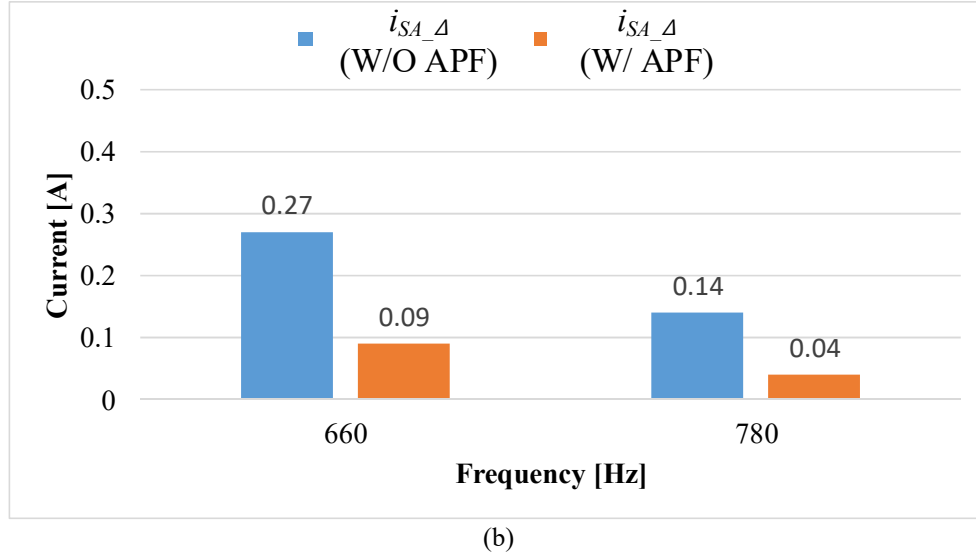 i_SA_Δ (W/O APF)
i_SA_Δ (W/ APF)
Current [A]
0.5
0.4
0.3
0.2
0.1
0
0.27
0.09
0.14
0.04
660
780
Frequency [Hz]
(b)